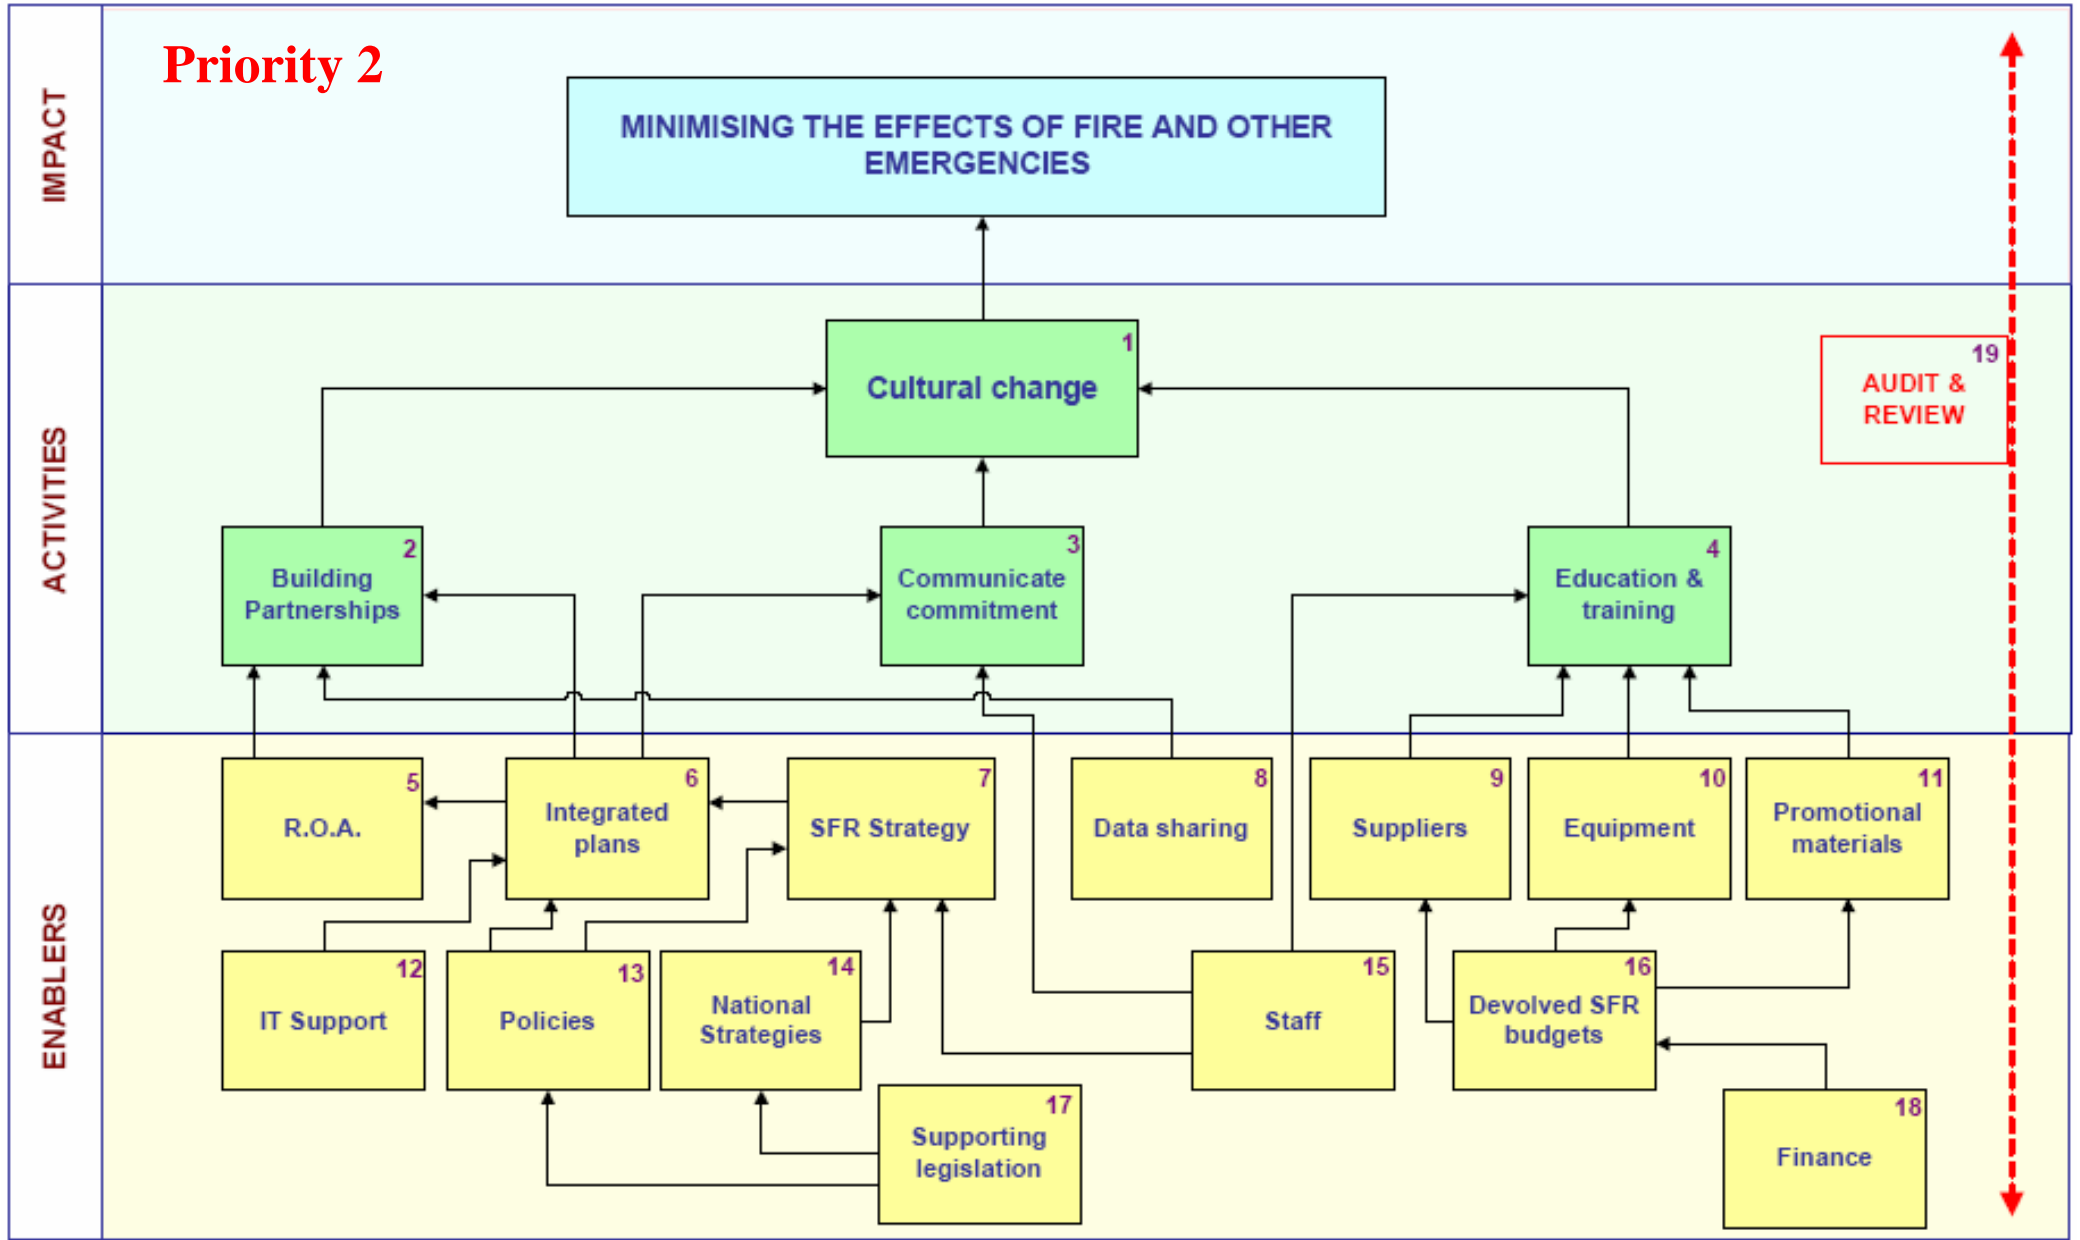 Priority 2
IMPACT
MINIMISING THE EFFECTS OF FIRE AND OTHER
EMERGENCIES
ACTIVITIES
1
Cultural change
19
AUDIT &
REVIEW
2
Building
Partnerships
3
Communicate
commitment
4
Education &
training
ENABLERS
5
R.O.A.
6
Integrated
plans
7
SFR Strategy
8
Data sharing
9
Suppliers
10
Equipment
11
Promotional
materials
12
IT Support
13
Policies
14
National
Strategies
15
Staff
16
Devolved SFR
budgets
17
Supporting
legislation
18
Finance